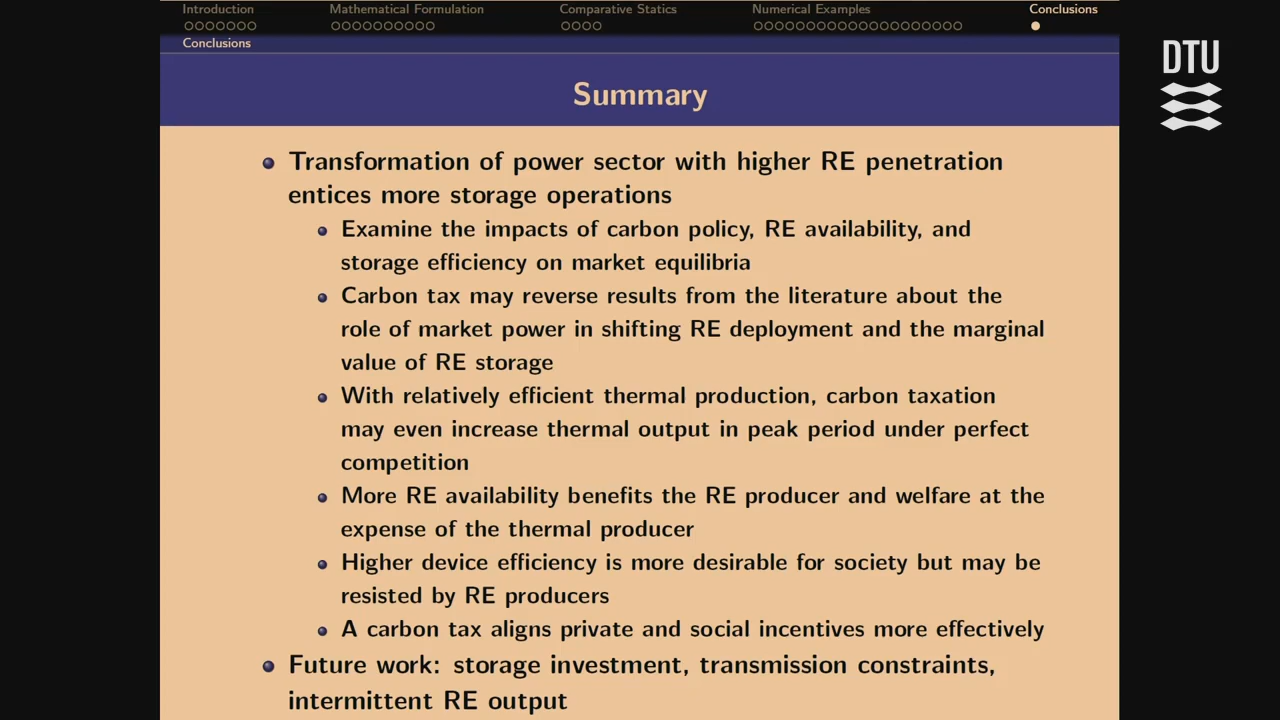 Introduction Mathematical Formulation Comparative Statics Numerical Examples Conclusions
Conclusions
DTU
Summary
Transformation of power sector with higher RE penetration
entices more storage operations
Examine the impacts of carbon policy, RE availability, and
storage efficiency on market equilibria
Carbon tax may reverse results from the literature about the
role of market power in shifting RE deployment and the marginal
value of RE storage
With relatively efficient thermal production, carbon taxation
may even increase thermal output in peak period under perfect
competition
More RE availability benefits the RE producer and welfare at the
expense of the thermal producer
Higher device efficiency is more desirable for society but may be
resisted by RE producers
A carbon tax aligns private and social incentives more effectively
Future work: storage investment, transmission constraints,
intermittent RE output